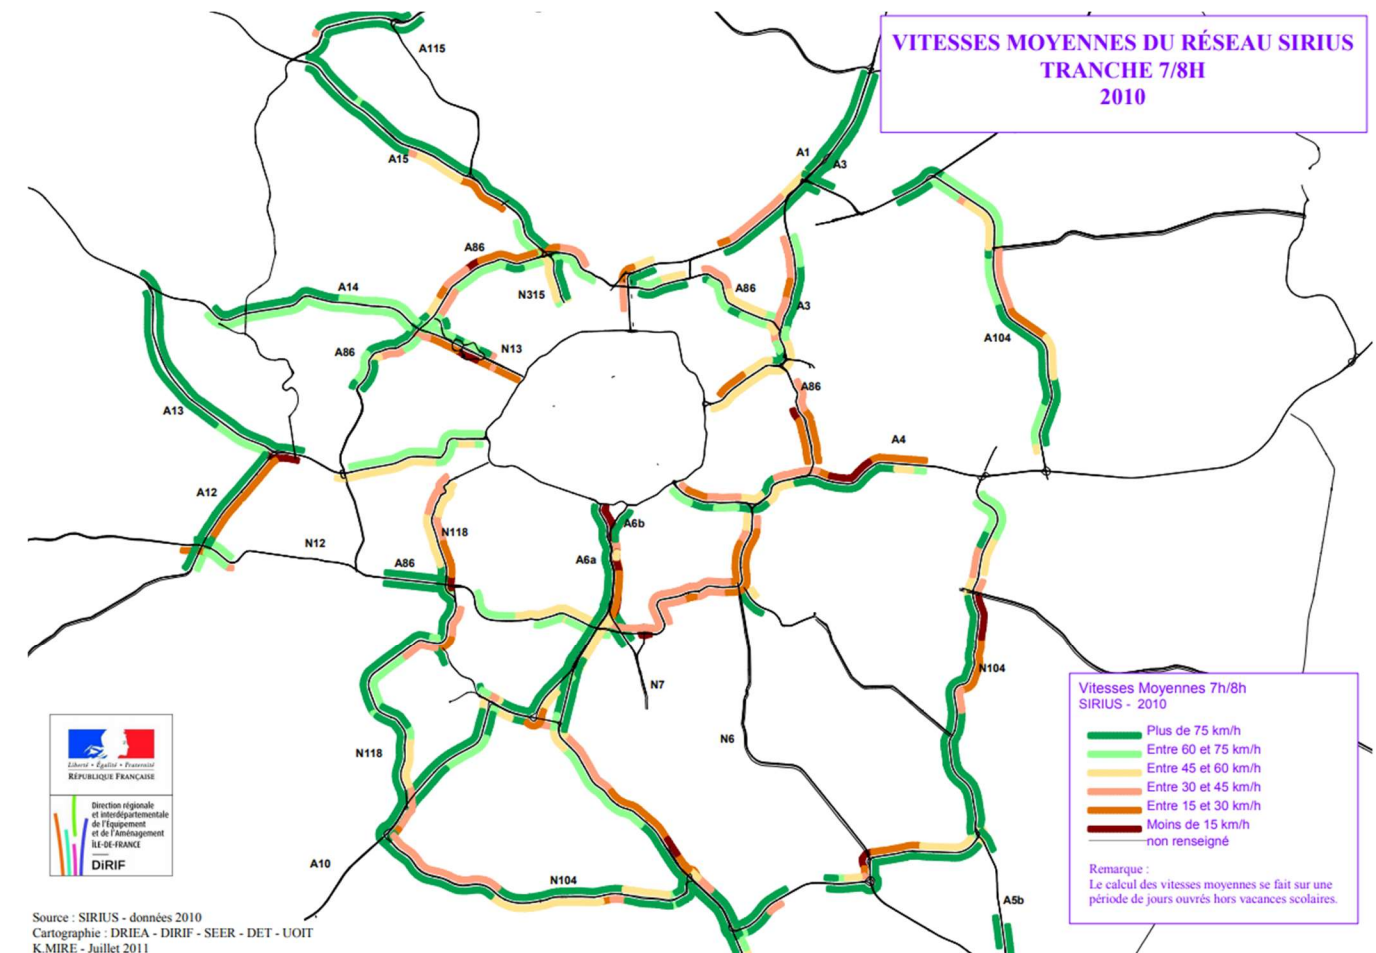 VITESSES MOYENNES DU RÉSEAU SIRIUS
TRANCHE 7/8H
2010
A115
A15
A1
A3
A86
A14
N315
A86
A3
A104
N13
A86
A86
A13
A4
A12
N118
A6b
N12
A86
A6a
N104
N7
N6
N118
A10
N104
A5b
Vitesses Moyennes 7h/8h
SIRIUS - 2010
Plus de 75 km/h
Entre 60 et 75 km/h
Entre 45 et 60 km/h
Entre 30 et 45 km/h
Entre 15 et 30 km/h
Moins de 15 km/h
non renseigné
Remarque :
Le calcul des vitesses moyennes se fait sur une
période de jours ouvrés hors vacances scolaires.
Liberté • Égalité • Fraternité
RÉPUBLIQUE FRANÇAISE
Direction régionale
et interdépartementale
de l'Équipement
et de l'Aménagement
ÎLE-DE-FRANCE
DiRIF
Source : SIRIUS - données 2010
Cartographie : DRIEA - DIRIF - SEER - DET - UOIT
K.MIRE - Juillet 2011